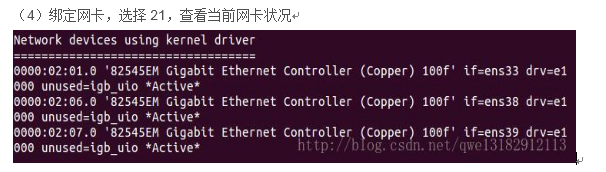 （4）绑定网卡，选择 21，查看当前网卡状况↵
Network devices using kernel driver
===================================
0000:02:01.0 '82545EM Gigabit Ethernet Controller (Copper) 100f' if=ens33 drv=e1
000 unused=igb_uio *Active*
0000:02:06.0 '82545EM Gigabit Ethernet Controller (Copper) 100f' if=ens38 drv=e1
000 unused=igb_uio *Active*
0000:02:07.0 '82545EM Gigabit Ethernet Controller (Copper) 100f' if=ens39 drv=e1
000 unused=igb_uio *Active*
http://blog.csdn.net/qwe13182912113